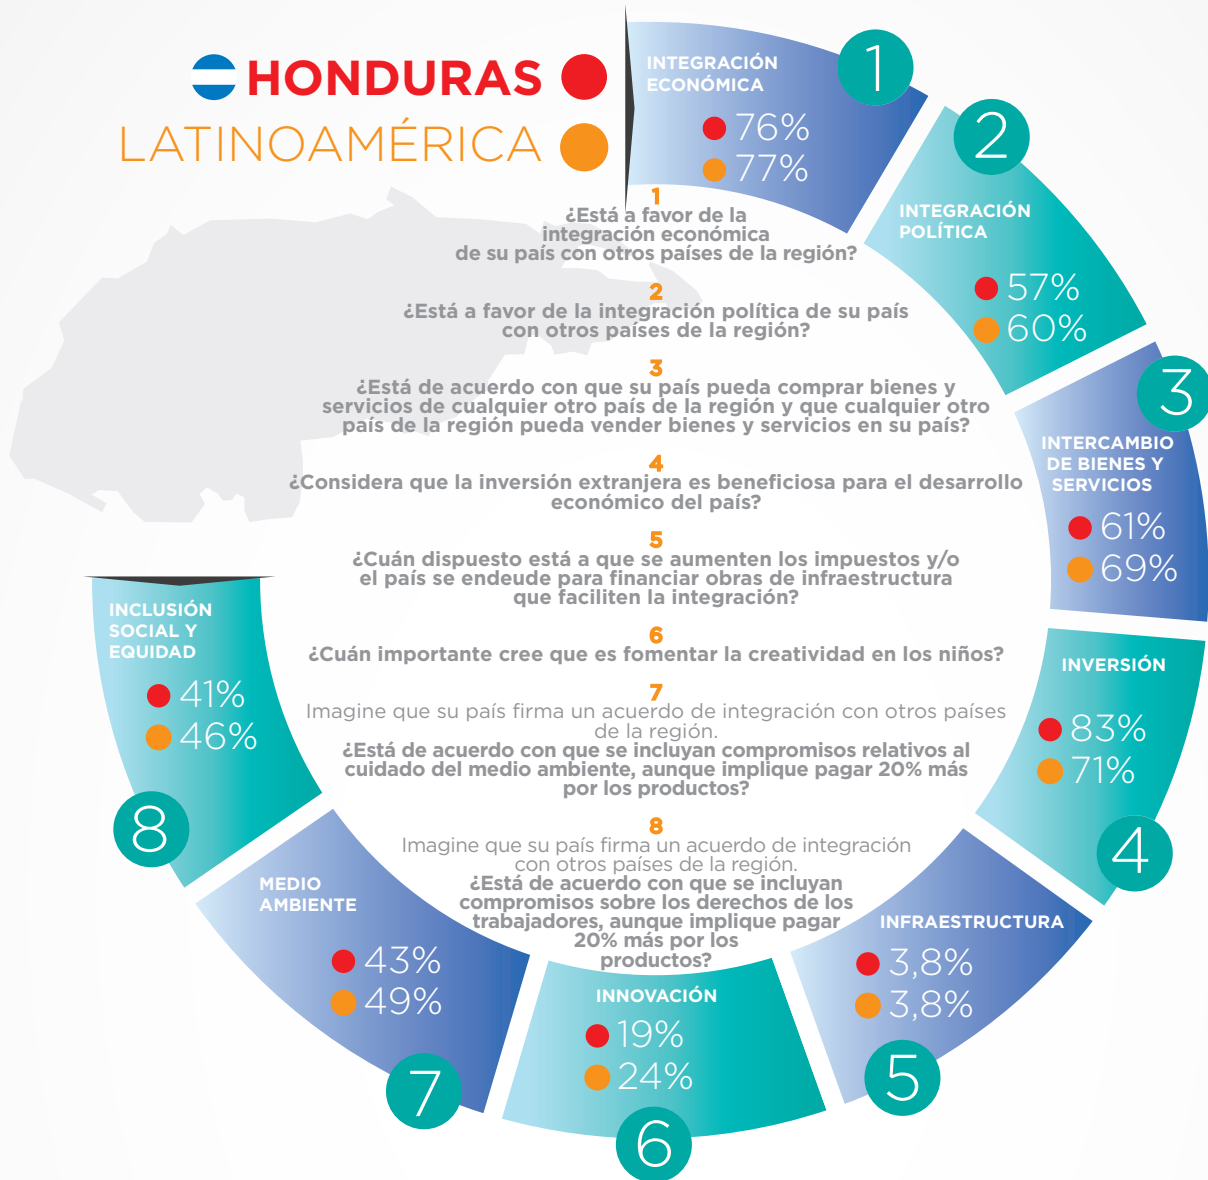 HONDURAS
LATINOAMÉRICA
INTEGRACIÓN
ECONÓMICA
76%
77%
1
2
INTEGRACIÓN
POLÍTICA
57%
60%
3
INTERCAMBIO
DE BIENES Y
SERVICIOS
61%
69%
INVERSIÓN
83%
71%
4
INFRAESTRUCTURA
3,8%
3,8%
5
INNOVACIÓN
19%
24%
6
MEDIO
AMBIENTE
43%
49%
7
INCLUSIÓN
SOCIAL Y
EQUIDAD
41%
46%
8
1
¿Está a favor de la
integración económica
de su país con otros países de la región?
2
¿Está a favor de la integración política de su país
con otros países de la región?
3
¿Está de acuerdo con que su país pueda comprar bienes y
servicios de cualquier otro país de la región y que cualquier otro
país de la región pueda vender bienes y servicios en su país?
4
¿Considera que la inversión extranjera es beneficiosa para el desarrollo
económico del país?
5
¿Cuán dispuesto está a que se aumenten los impuestos y/o
el país se endeude para financiar obras de infraestructura
que faciliten la integración?
6
¿Cuán importante cree que es fomentar la creatividad en los niños?
7
Imagine que su país firma un acuerdo de integración con otros países
de la región.
¿Está de acuerdo con que se incluyan compromisos relativos al
cuidado del medio ambiente, aunque implique pagar 20% más
por los productos?
8
Imagine que su país firma un acuerdo de integración
con otros países de la región.
¿Está de acuerdo con que se incluyan
compromisos sobre los derechos de los
trabajadores, aunque implique pagar
20% más por los
productos?